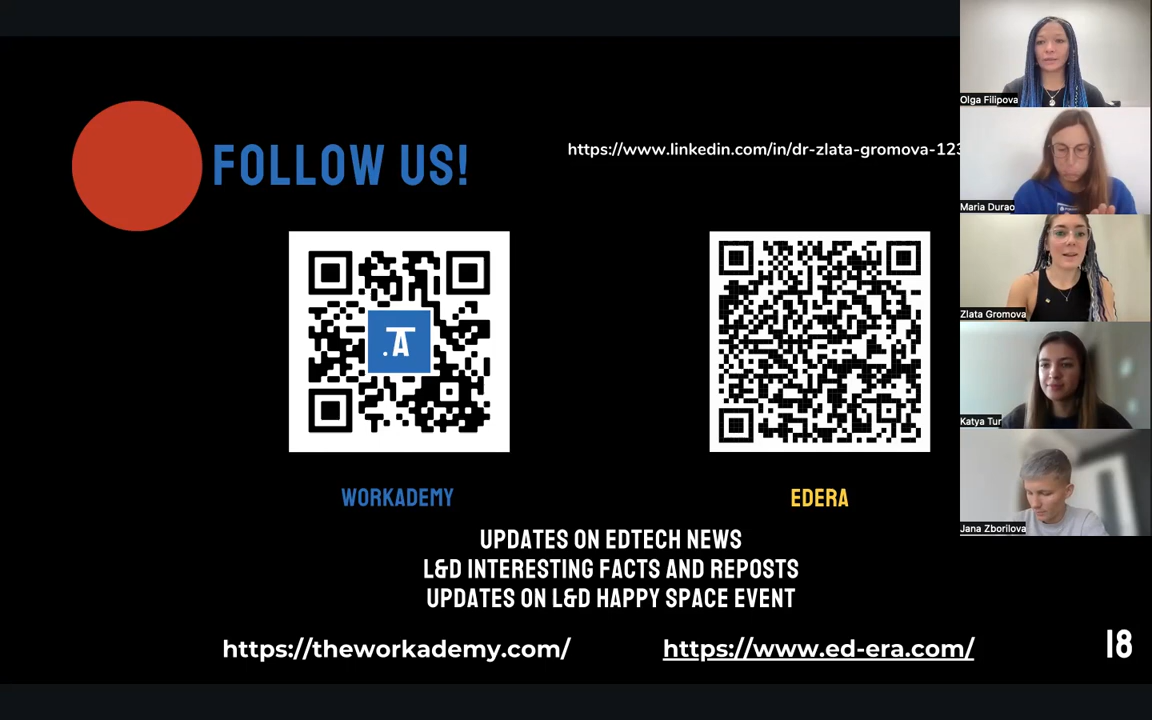 FOLLOW US!
https://www.linkedin.com/in/dr-zlata-gromova-123
.A
WORKADEMY
EDERA
UPDATES ON EDTECH NEWS
L&D INTERESTING FACTS AND REPOSTS
UPDATES ON L&D HAPPY SPACE EVENT
https://theworkademy.com/
https://www.ed-era.com/
18
Olga Filipova
Maria Durao
Zlata Gromova
Katya Tur
Jana Zborilova